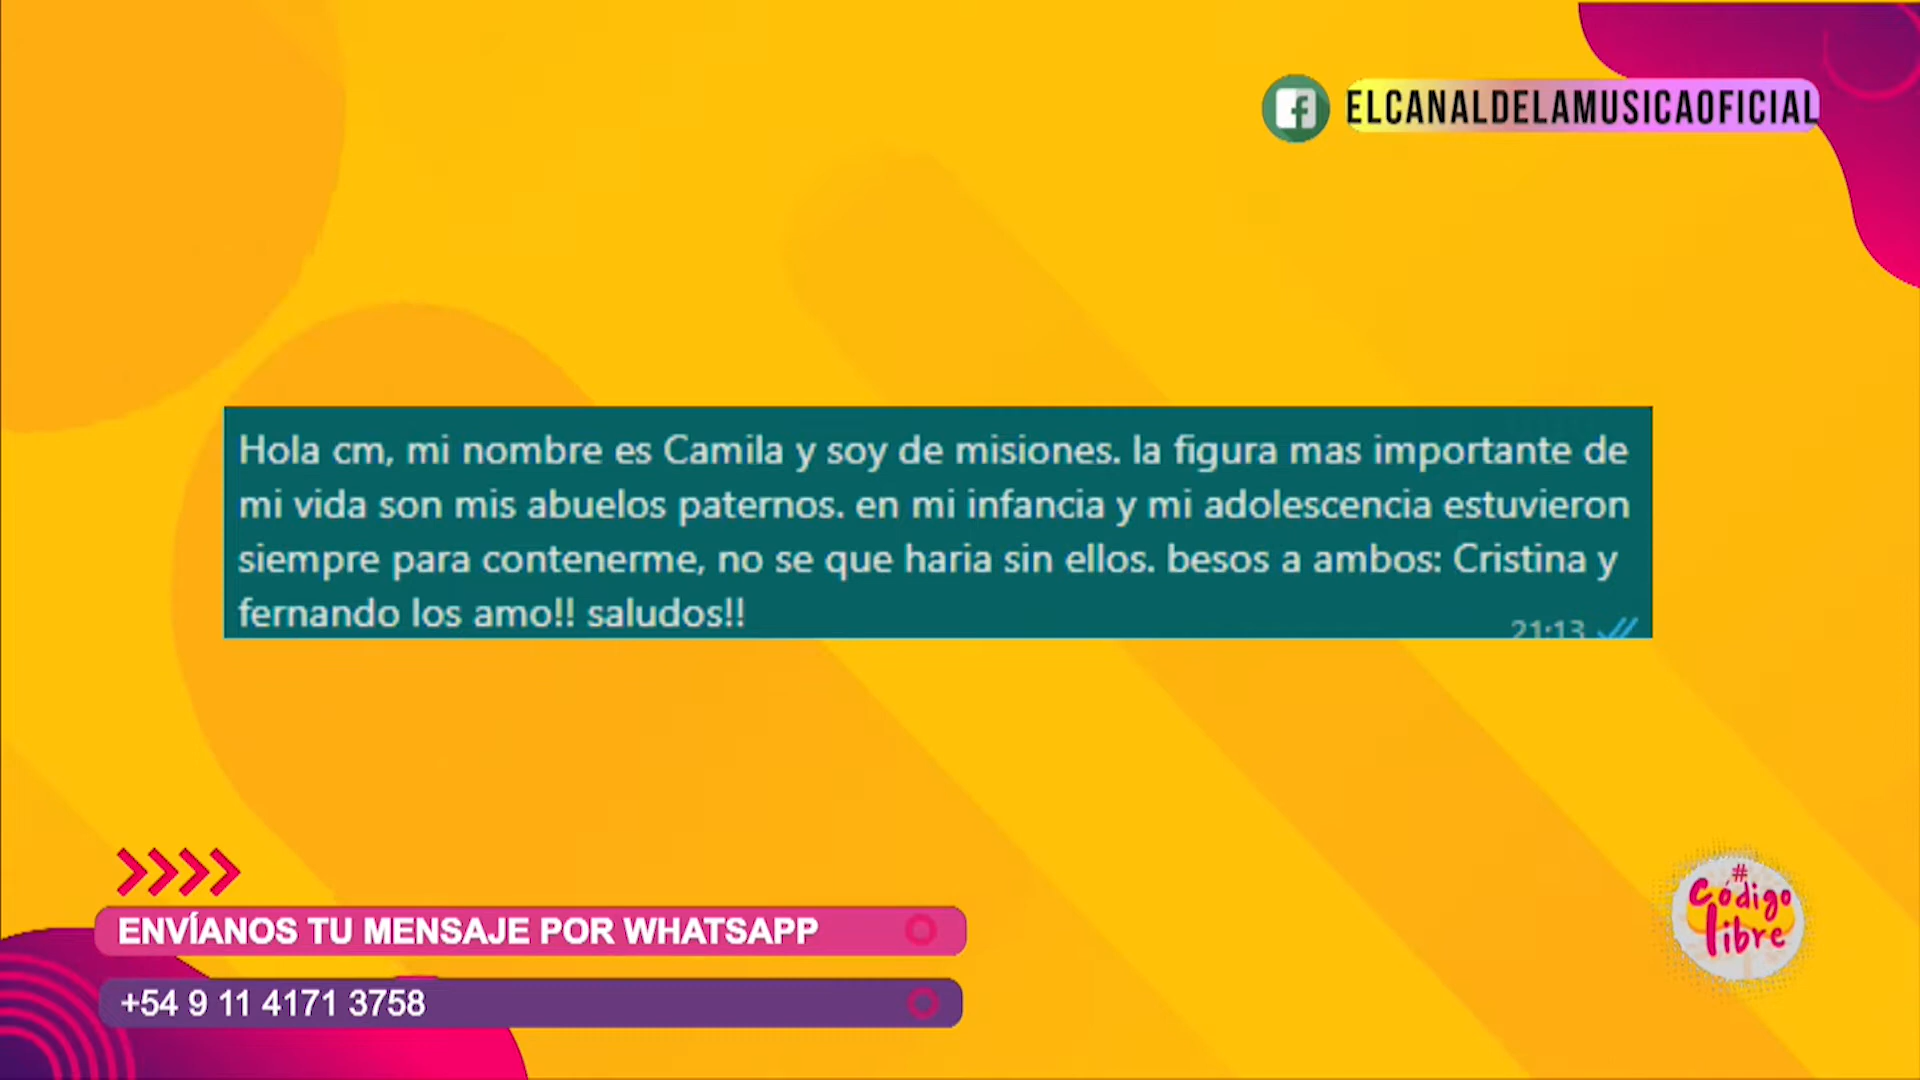 ELCANALDELAMUSICAOFICIAL
Hola cm, mi nombre es Camila y soy de misiones. la figura mas importante de
mi vida son mis abuelos paternos. en mi infancia y mi adolescencia estuvieron
siempre para contenerme, no se que haria sin ellos. besos a ambos: Cristina y
fernando los amo!! saludos!!
21:13
ENVÍANOS TU MENSAJE POR WHATSAPP
+54 9 11 4171 3758
#
Código
libre